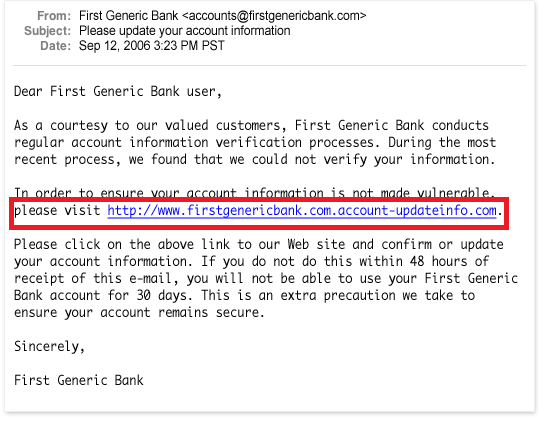 From: First Generic Bank <accounts@firstgenericbank.com>
Subject: Please update your account information
Date: Sep 12, 2006 3:23 PM PST
Dear First Generic Bank user,
As a courtesy to our valued customers, First Generic Bank conducts
regular account information verification processes. During the most
recent process, we found that we could not verify your information.
In order to ensure your account information is not made vulnerable,
please visit http://www.firstgenericbank.com.account-updateinfo.com.
Please click on the above link to our Web site and confirm or update
your account information. If you do not do this within 48 hours of
receipt of this e-mail, you will not be able to use your First Generic
Bank account for 30 days. This is an extra precaution we take to
ensure your account remains secure.
Sincerely,
First Generic Bank